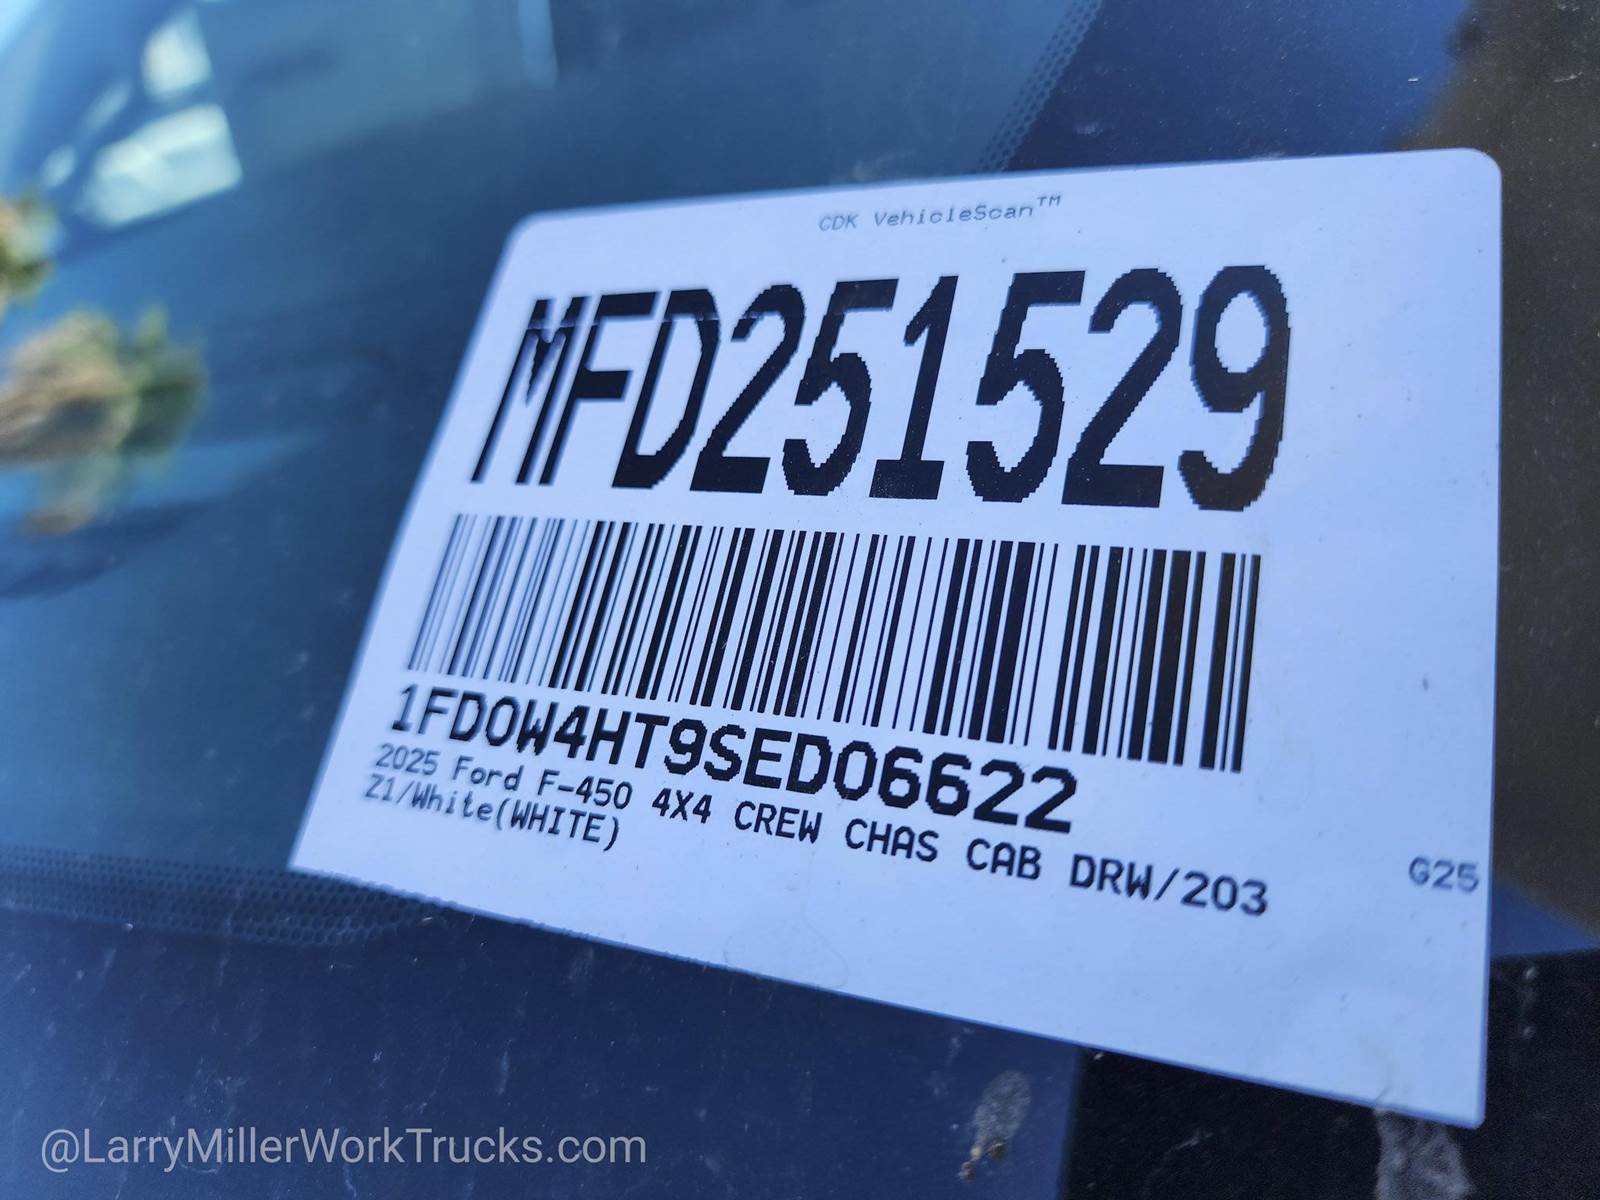 CDK VehicleScan™
MFD251529
1FD0W4HT9SED06622
2025 Ford F-450 4X4 CREW CHAS CAB DRW/203
Z1/White(WHITE)
G25
@LarryMillerWorkTrucks.com